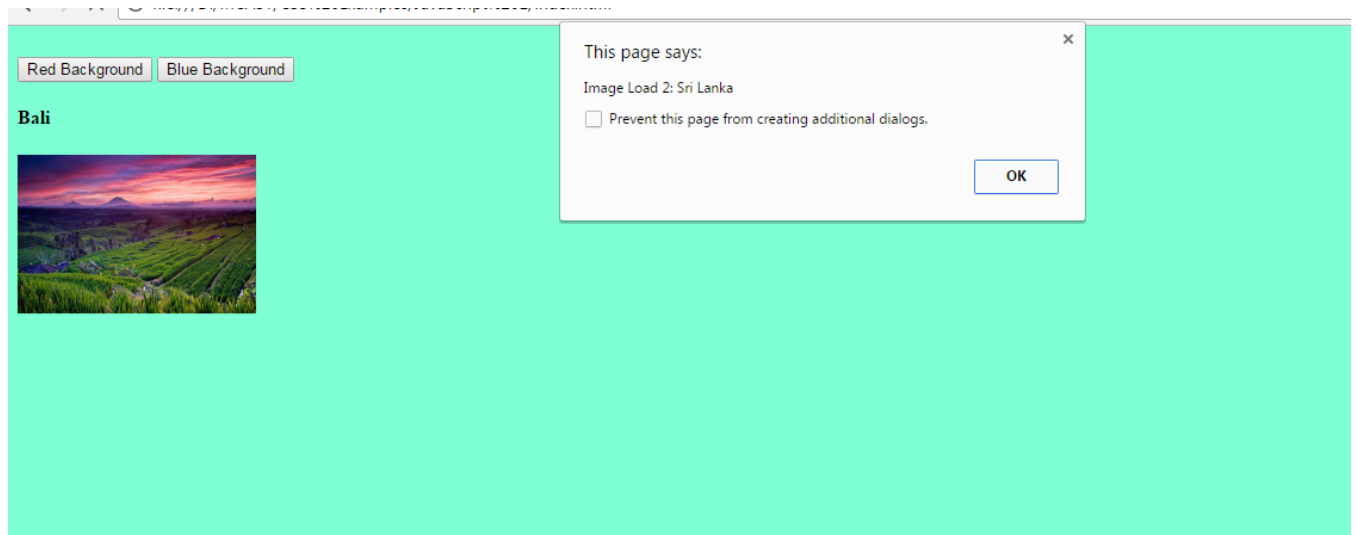 Red Background Blue Background
Bali
This page says:
Image Load 2: Sri Lanka
Prevent this page from creating additional dialogs.
OK